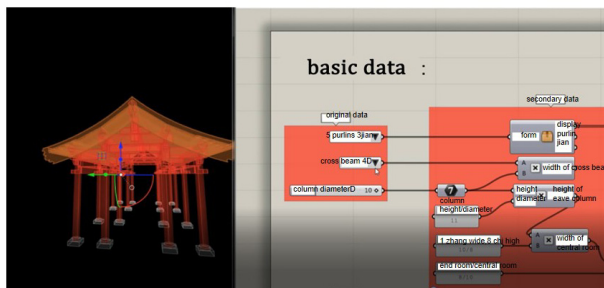 basic data :
original data
secondary data
5 purlins 3jian
form
display
purlin
jian
cross beam 4D
A
B
width of cross beam
column diameterD 10
7
column
height
diameter
height of
eave column
height/diameter
11
1 zhang wide 8 chi high
A
B
width of
central room
end room/central room